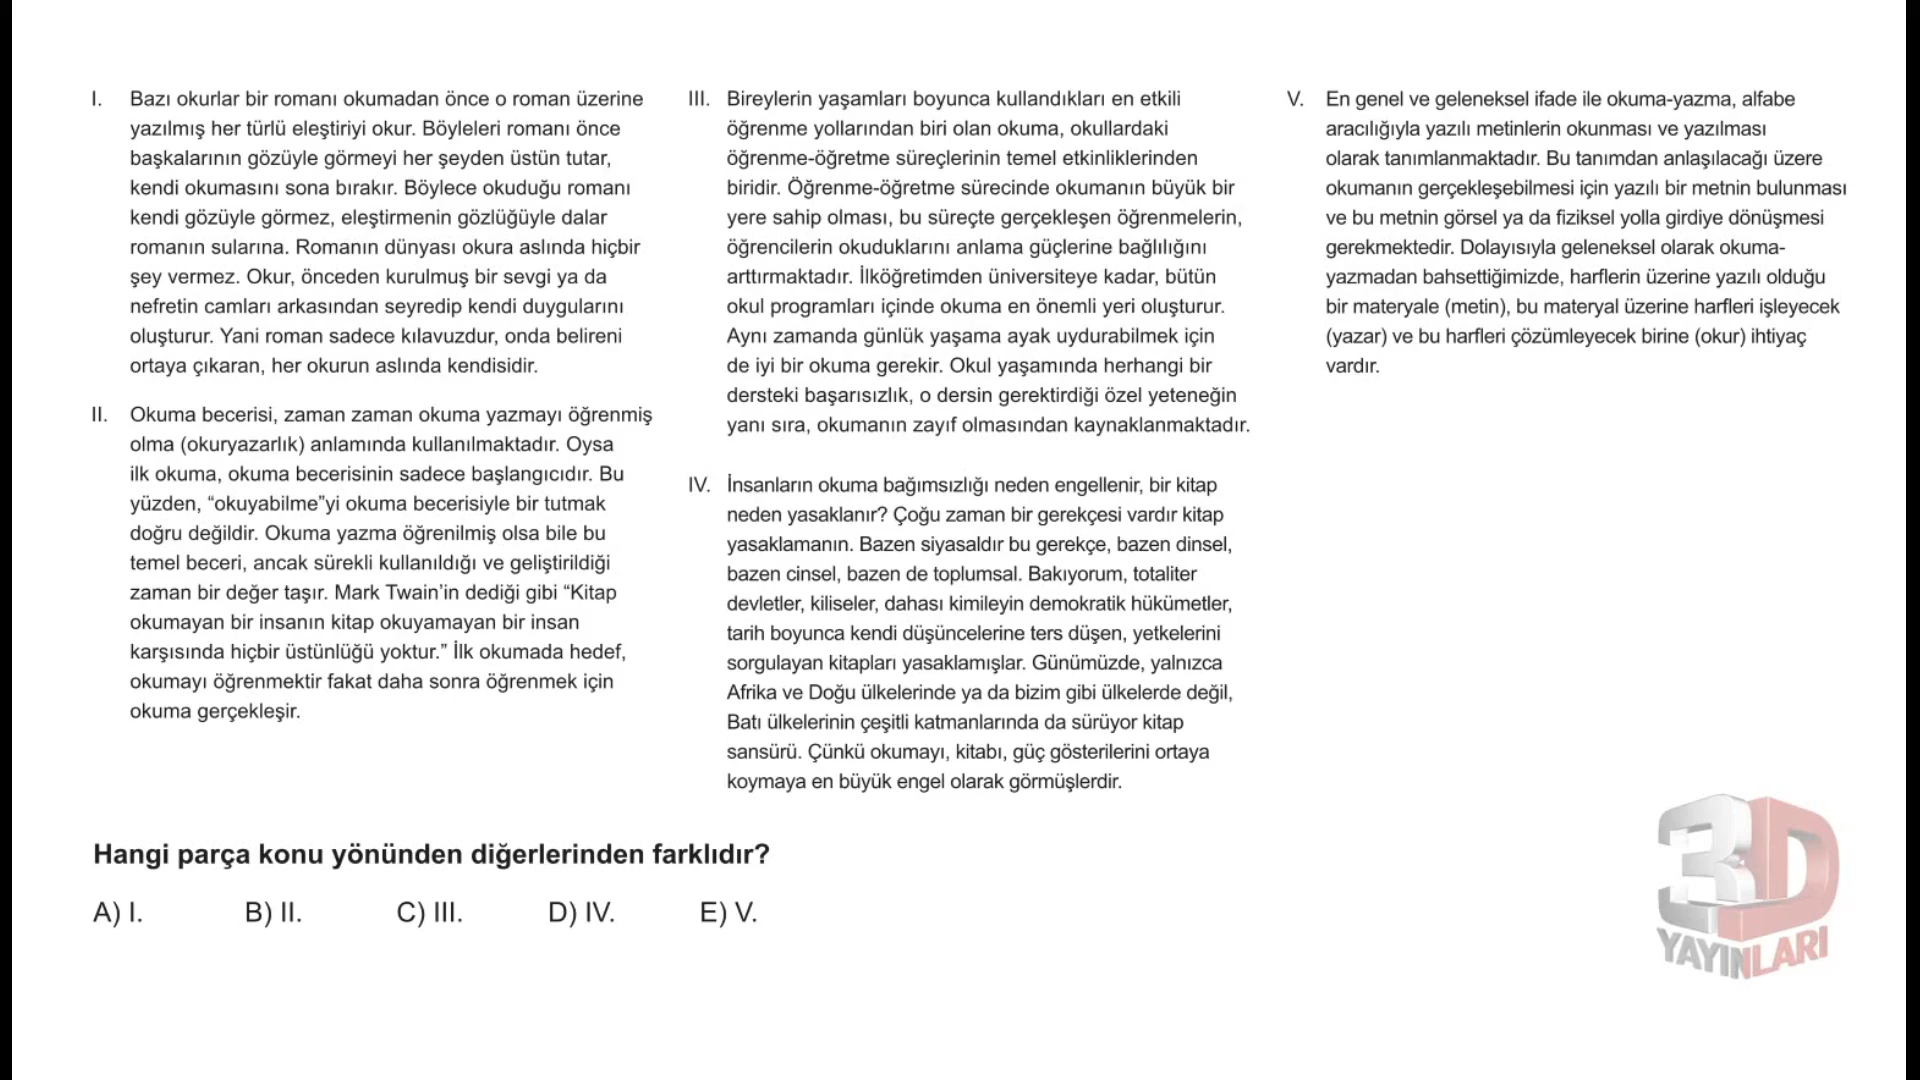 I. Bazı okurlar bir romanı okumadan önce o roman üzerine
yazılmış her türlü eleştiriyi okur. Böyleleri romanı önce
başkalarının gözüyle görmeyi her şeyden üstün tutar,
kendi okumasını sona bırakır. Böylece okuduğu romanı
kendi gözüyle görmez, eleştirmenin gözlüğüyle dalar
romanın sularına. Romanın dünyası okura aslında hiçbir
şey vermez. Okur, önceden kurulmuş bir sevgi ya da
nefretin camları arkasından seyredip kendi duygularını
oluşturur. Yani roman sadece kılavuzdur, onda belireni
ortaya çıkaran, her okurun aslında kendisidir.
II. Okuma becerisi, zaman zaman okuma yazmayı öğrenmiş
olma (okuryazarlık) anlamında kullanılmaktadır. Oysa
ilk okuma, okuma becerisinin sadece başlangıcıdır. Bu
yüzden, “okuyabilme”yi okuma becerisiyle bir tutmak
doğru değildir. Okuma yazma öğrenilmiş olsa bile bu
temel beceri, ancak sürekli kullanıldığı ve geliştirildiği
zaman bir değer taşır. Mark Twain’in dediği gibi “Kitap
okumayan bir insanın kitap okuyamayan bir insan
karşısında hiçbir üstünlüğü yoktur.” İlk okumada hedef,
okumayı öğrenmektir fakat daha sonra öğrenmek için
okuma gerçekleşir.
III. Bireylerin yaşamları boyunca kullandıkları en etkili
öğrenme yollarından biri olan okuma, okullardaki
öğrenme-öğretme süreçlerinin temel etkinliklerinden
biridir. Öğrenme-öğretme sürecinde okumanın büyük bir
yere sahip olması, bu süreçte gerçekleşen öğrenmelerin,
öğrencilerin okuduklarını anlama güçlerine bağlılığını
arttırmaktadır. İlköğretimden üniversiteye kadar, bütün
okul programları içinde okuma en önemli yeri oluşturur.
Aynı zamanda günlük yaşama ayak uydurabilmek için
de iyi bir okuma gerekir. Okul yaşamında herhangi bir
dersteki başarısızlık, o dersin gerektirdiği özel yeteneğin
yanı sıra, okumanın zayıf olmasından kaynaklanmaktadır.
IV. İnsanların okuma bağımsızlığı neden engellenir, bir kitap
neden yasaklanır? Çoğu zaman bir gerekçesi vardır kitap
yasaklamanın. Bazen siyasaldır bu gerekçe, bazen dinsel,
bazen cinsel, bazen de toplumsal. Bakıyorum, totaliter
devletler, kiliseler, dahası kimileyin demokratik hükümetler,
tarih boyunca kendi düşüncelerine ters düşen, yetkelerini
sorgulayan kitapları yasaklamışlar. Günümüzde, yalnızca
Afrika ve Doğu ülkelerinde ya da bizim gibi ülkelerde değil,
Batı ülkelerinin çeşitli katmanlarında da sürüyor kitap
sansürü. Çünkü okumayı, kitabı, güç gösterilerini ortaya
koymaya en büyük engel olarak görmüşlerdir.
V. En genel ve geleneksel ifade ile okuma-yazma, alfabe
aracılığıyla yazılı metinlerin okunması ve yazılması
olarak tanımlanmaktadır. Bu tanımdan anlaşılacağı üzere
okumanın gerçekleşebilmesi için yazılı bir metnin bulunması
ve bu metnin görsel ya da fiziksel yolla girdiye dönüşmesi
gerekmektedir. Dolayısıyla geleneksel olarak okuma-
yazmadan bahsettiğimizde, harflerin üzerine yazılı olduğu
bir materyale (metin), bu materyal üzerine harfleri işleyecek
(yazar) ve bu harfleri çözümleyecek birine (okur) ihtiyaç
vardır.
Hangi parça konu yönünden diğerlerinden farklıdır?
A) I. B) II. C) III. D) IV. E) V.
3D
YAYINLARI